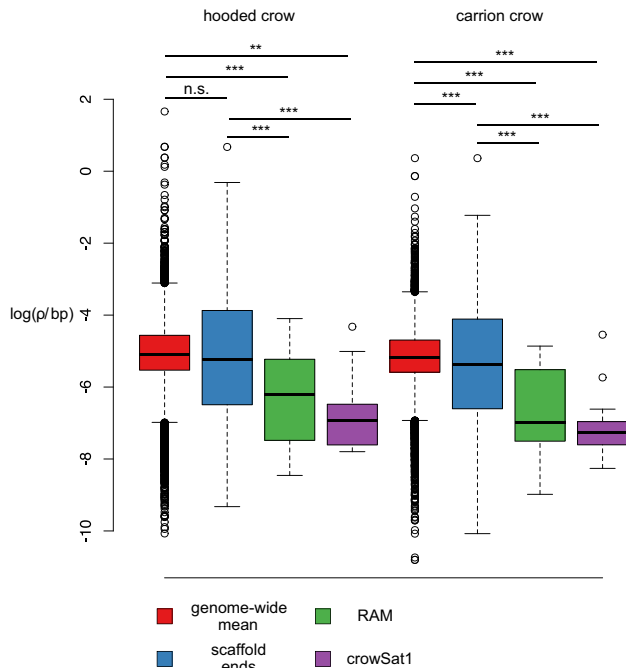 hooded crow
carrion crow
**
***
n.s.
***
***
***
***
***
***
***
2
0
-2
-4
-6
-8
-10
log(ρ/bp)
genome-wide
mean
RAM
scaffold
ends
crowSat1